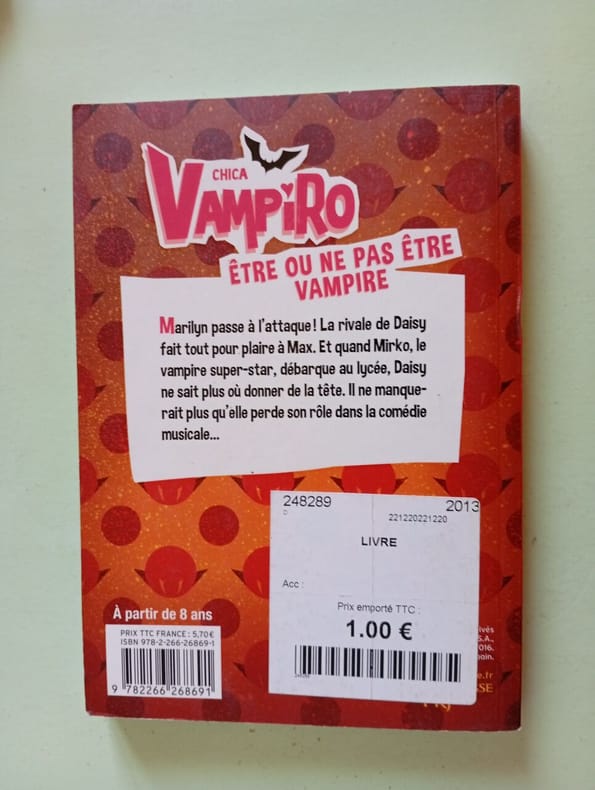 CHICA
VAMPIRO
ÊTRE OU NE PAS ÊTRE
VAMPIRE
Marilyn passe à l'attaque! La rivale de Daisy
fait tout pour plaire à Max. Et quand Mirko, le
vampire super-star, débarque au lycée, Daisy
ne sait plus où donner de la tête. Il ne manque-
rait plus qu'elle perde son rôle dans la comédie
musicale...
248289 2013
D 221220221220
LIVRE
Acc :
Prix emporté TTC :
1.00 €
À partir de 8 ans
PRIX TTC FRANCE : 5,70 €
ISBN 978-2-266-26869-1
9 782266 268691
S.A.,
.fr